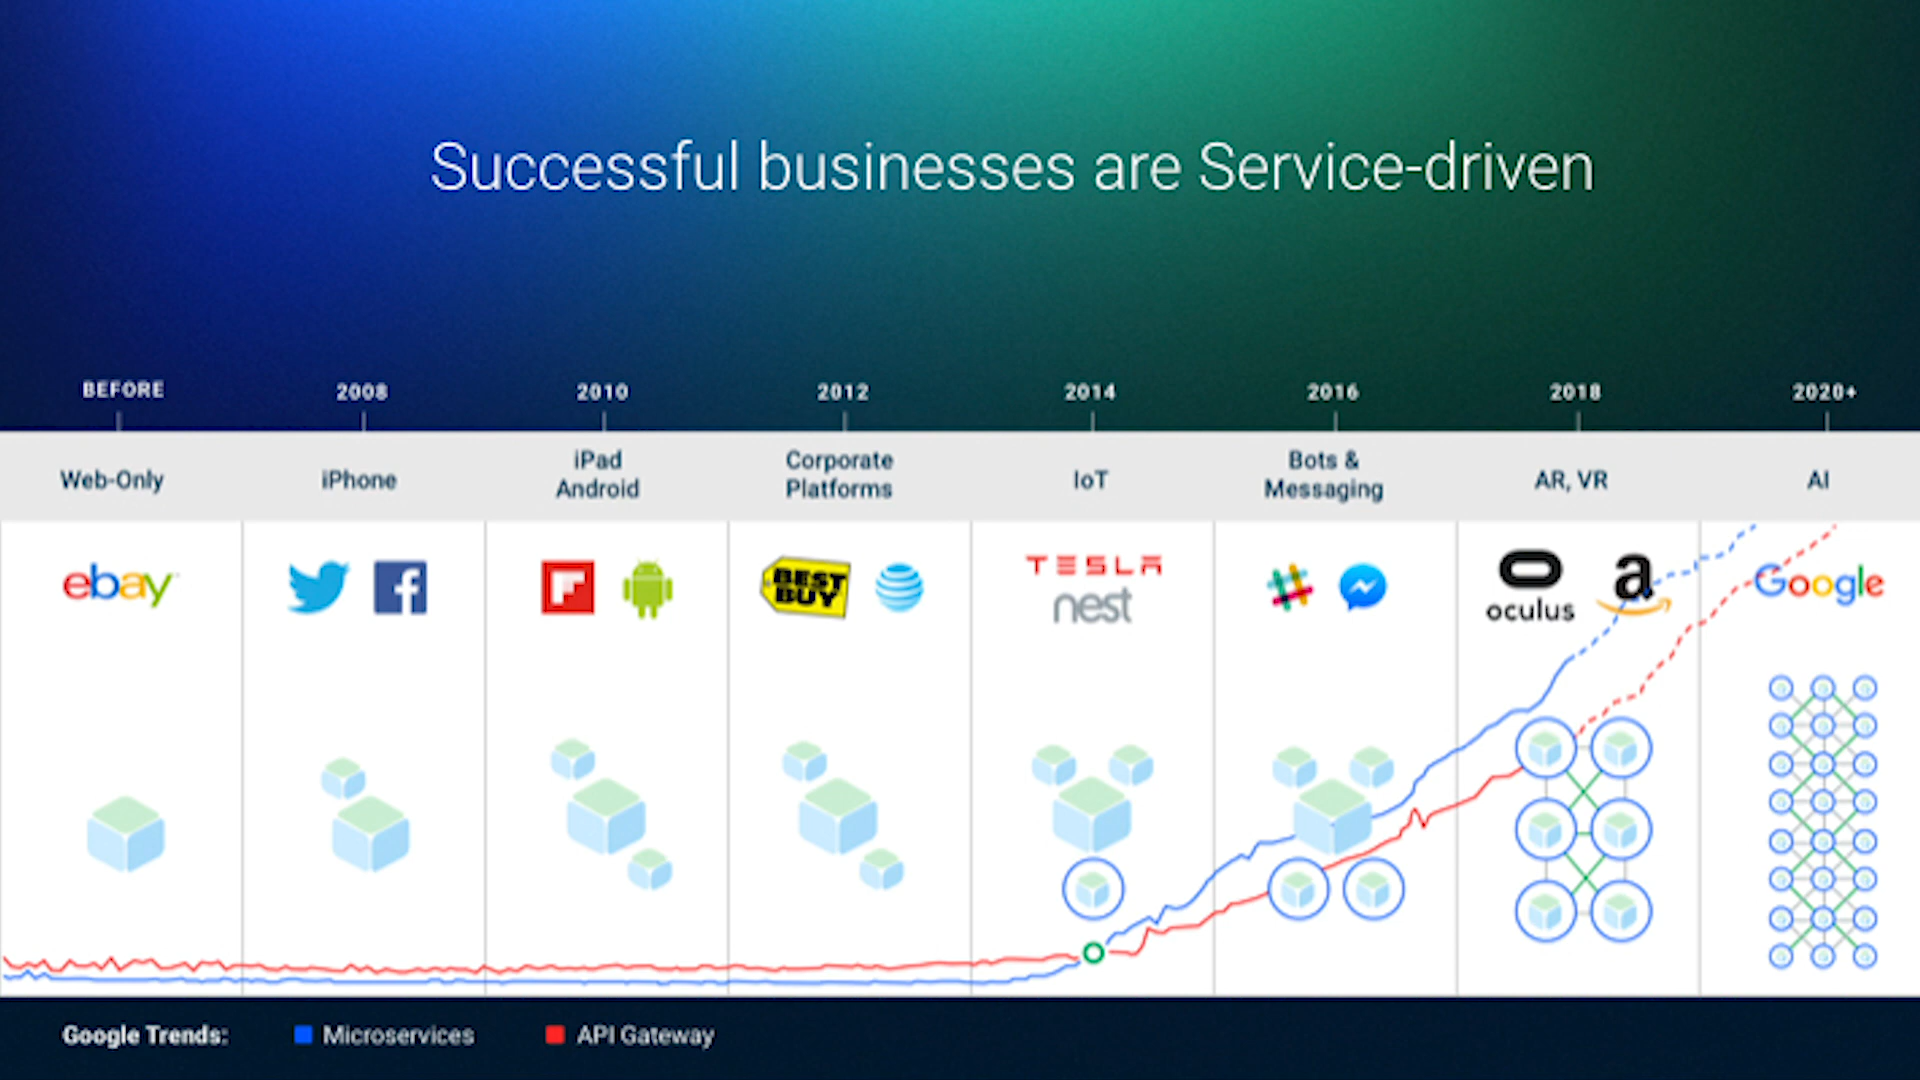 Successful businesses are Service-driven
BEFORE 2008 2010 2012 2014 2016 2018 2020+
Web-Only
iPhone
iPad
Android
Corporate
Platforms
IoT
Bots &
Messaging
AR, VR
AI
ebay
BEST
BUY
TESLA
nest
oculus
a
Google
Google Trends: Microservices API Gateway